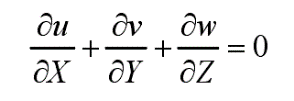 ∂u/∂X + ∂v/∂Y + ∂w/∂Z = 0